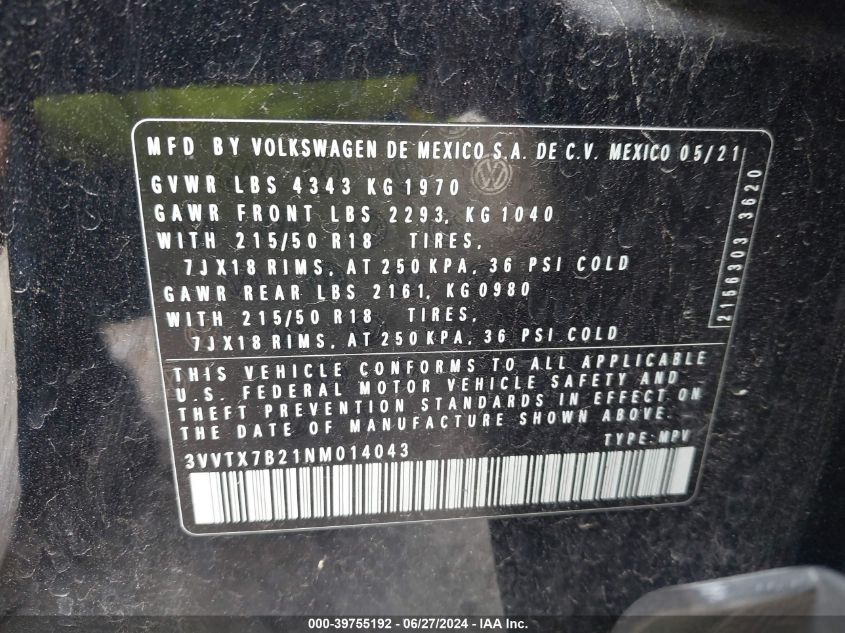 MFD BY VOLKSWAGEN DE MEXICO S.A. DE C.V. MEXICO 05/21
GVWR LBS 4343 KG 1970
GAWR FRONT LBS 2293, KG 1040
WITH 215/50 R18 TIRES,
7JX18 RIMS, AT 250 KPA, 36 PSI COLD
GAWR REAR LBS 2161, KG 0980
WITH 215/50 R18 TIRES,
7JX18 RIMS, AT 250 KPA, 36 PSI COLD
2156303 3620
THIS VEHICLE CONFORMS TO ALL APPLICABLE
U.S. FEDERAL MOTOR VEHICLE SAFETY AND
THEFT PREVENTION STANDARDS IN EFFECT ON
THE DATE OF MANUFACTURE SHOWN ABOVE.
3VVTX7B21NM014043 TYPE: MPV
000-39755192 - 06/27/2024 - © IAA, Inc.